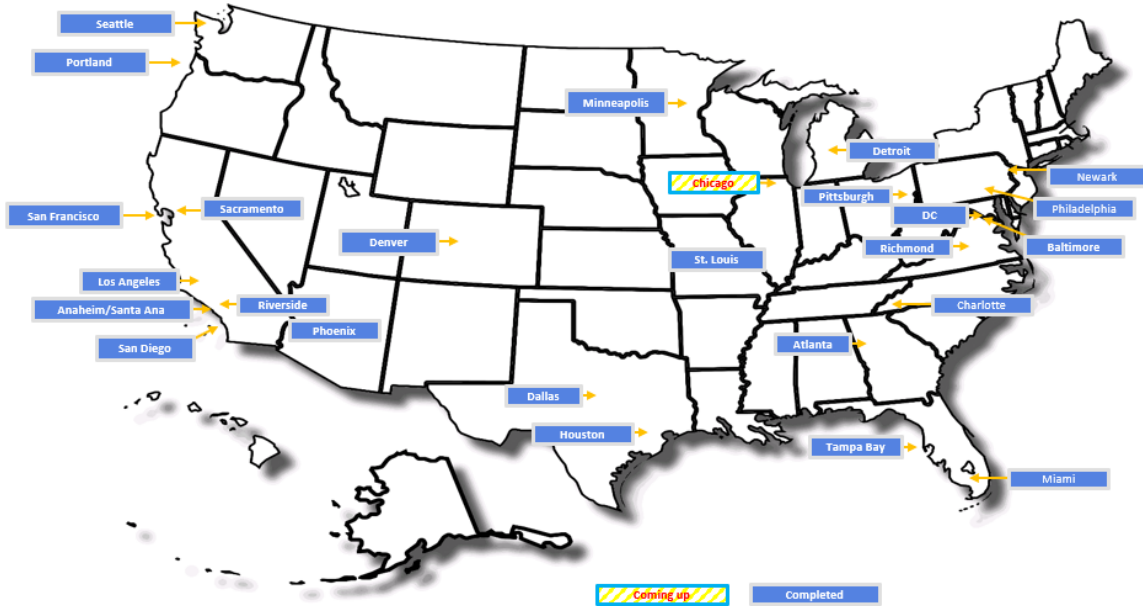 Seattle
Portland
Minneapolis
Detroit
Chicago
Newark
Pittsburgh
Philadelphia
San Francisco
Sacramento
DC
Denver
Richmond
Baltimore
St. Louis
Los Angeles
Anaheim/Santa Ana
Riverside
Charlotte
Phoenix
San Diego
Atlanta
Dallas
Houston
Tampa Bay
Miami
Coming up
Completed